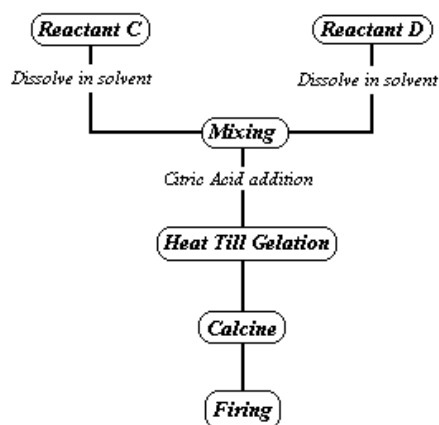 Reactant C
Reactant D
Dissolve in solvent
Dissolve in solvent
Mixing
Citric Acid addition
Heat Till Gelation
Calcine
Firing